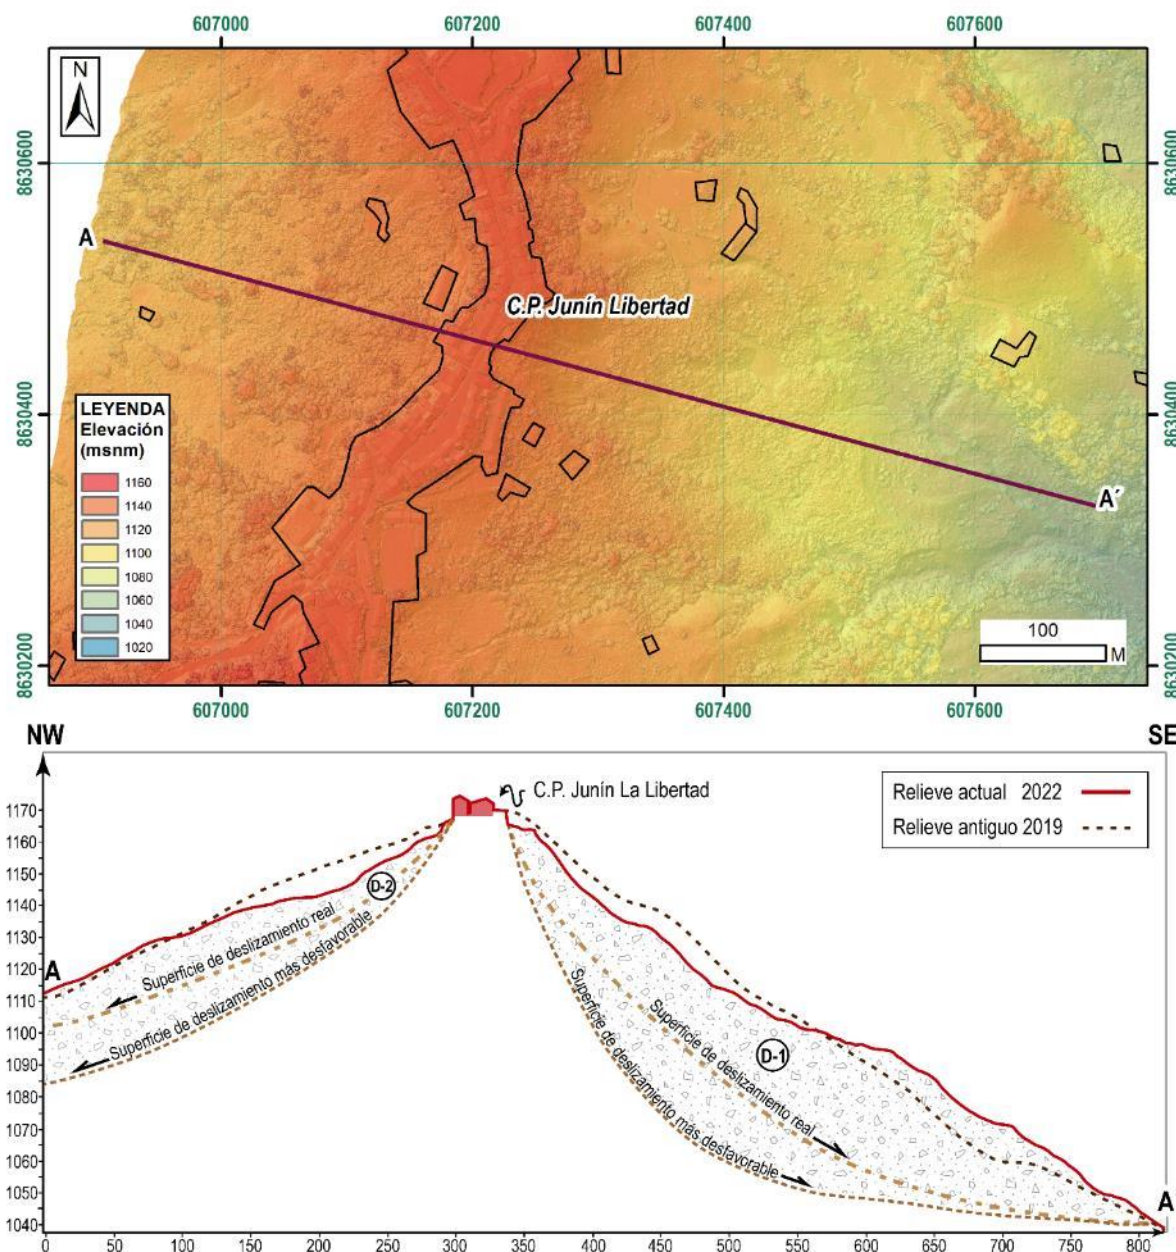 607000 607200 607400 607600
N
8630600 8630600
A
C.P. Junín Libertad
8630400 8630400
LEYENDA
Elevación
(msnm)
1160
1140
1120
1100
1080
1060
1040
1020
A´
100
M
8630200 8630200
607000 607200 607400 607600
NW SE
C.P. Junín La Libertad
Relieve actual 2022
Relieve antiguo 2019
1170
1160
1150
1140
1130
1120
1110
1100
1090
1080
1070
1060
1050
1040
A
D-2
Superficie de deslizamiento real
Superficie de deslizamiento más desfavorable
D-1
Superficie de deslizamiento real
Superficie de deslizamiento más desfavorable
A
0 50 100 150 200 250 300 350 400 450 500 550 600 650 700 750 800